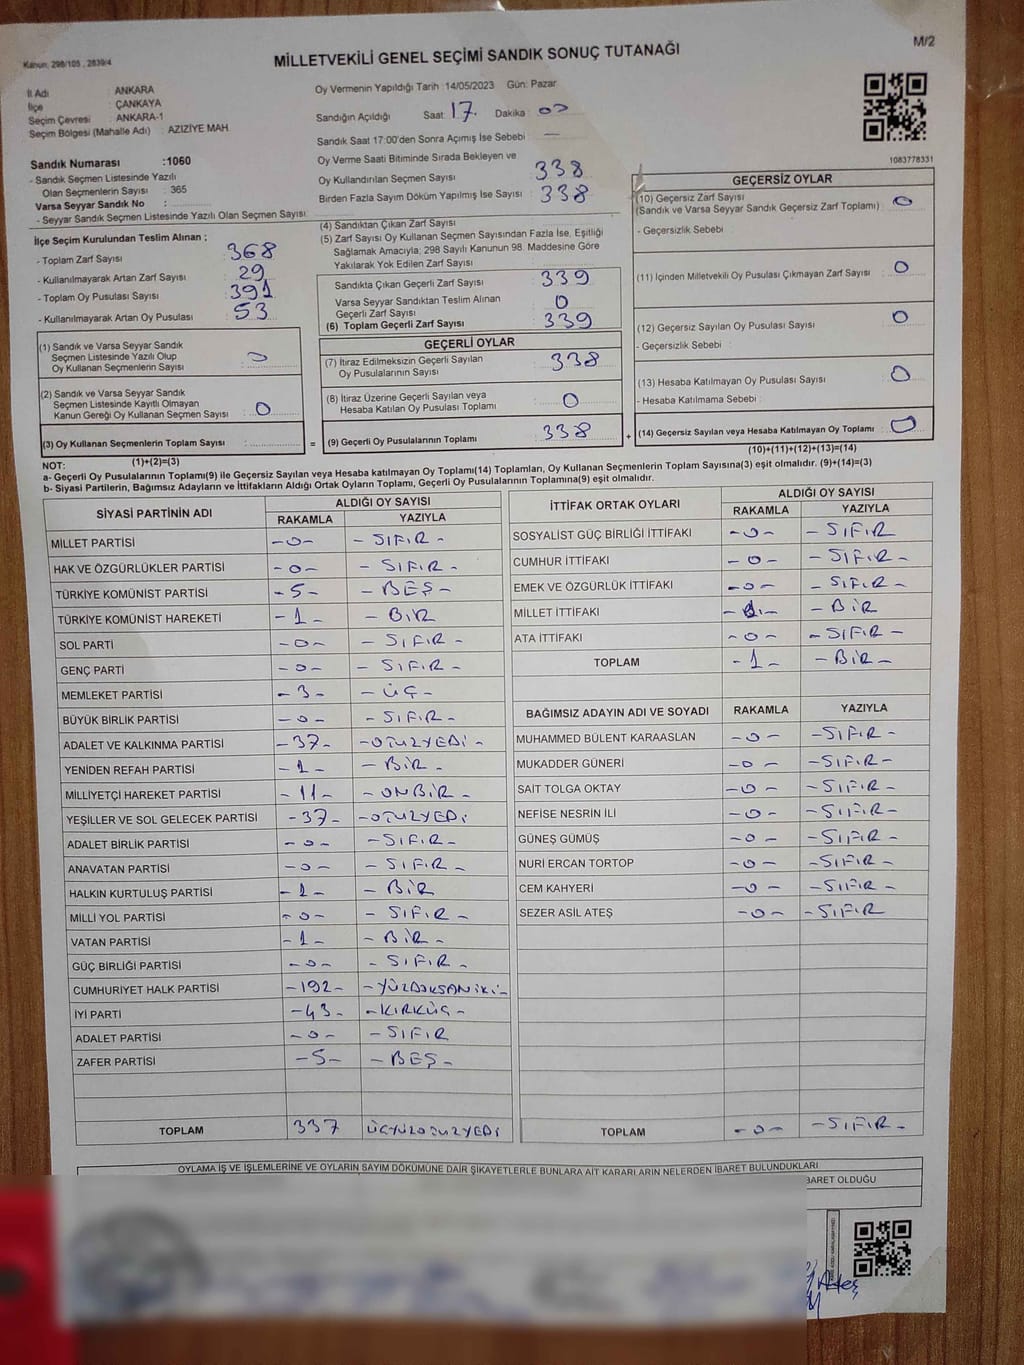 Kanun: 298/105 , 2839/4
MİLLETVEKİLİ GENEL SEÇİMİ SANDIK SONUÇ TUTANAĞI
M/2
İl Adı : ANKARA
İlçe : ÇANKAYA
Seçim Çevresi : ANKARA-1
Seçim Bölgesi (Mahalle Adı) : AZIZIYE MAH
Sandık Numarası :1060
- Sandık Seçmen Listesinde Yazılı
Olan Seçmenlerin Sayısı : 365
Varsa Seyyar Sandık No :
- Seyyar Sandık Seçmen Listesinde Yazılı Olan Seçmen Sayısı :
Oy Vermenin Yapıldığı Tarih :14/05/2023 Gün: Pazar
Sandığın Açıldığı Saat : 17 Dakika : 00
Sandık Saat 17:00'den Sonra Açımış İse Sebebi : —
Oy Verme Saati Bitiminde Sırada Bekleyen ve
Oy Kullandırılan Seçmen Sayısı : 338
Birden Fazla Sayım Döküm Yapılmış İse Sayısı : 338
1083778331
İlçe Seçim Kurulundan Teslim Alınan ;
- Toplam Zarf Sayısı : 368
- Kullanılmayarak Artan Zarf Sayısı : 29
- Toplam Oy Pusulası Sayısı : 391
- Kullanılmayarak Artan Oy Pusulası : 53
(4) Sandıktan Çıkan Zarf Sayısı :
(5) Zarf Sayısı Oy Kullanan Seçmen Sayısından Fazla İse, Eşitliği
Sağlamak Amacıyla; 298 Sayılı Kanunun 98. Maddesine Göre
Yakılarak Yok Edilen Zarf Sayısı :
Sandıkta Çıkan Geçerli Zarf Sayısı : 339
Varsa Seyyar Sandıktan Teslim Alınan
Geçerli Zarf Sayısı : 0
(6) Toplam Geçerli Zarf Sayısı : 339
GEÇERSİZ OYLAR
(10) Geçersiz Zarf Sayısı
(Sandık ve Varsa Seyyar Sandık Geçersiz Zarf Toplamı) : 0
- Geçersizlik Sebebi :
(11) İçinden Milletvekili Oy Pusulası Çıkmayan Zarf Sayısı : 0
(12) Geçersiz Sayılan Oy Pusulası Sayısı : 0
- Geçersizlik Sebebi :
(13) Hesaba Katılmayan Oy Pusulası Sayısı : 0
- Hesaba Katılmama Sebebi :
(14) Geçersiz Sayılan veya Hesaba Katılmayan Oy Toplamı : 0
(10)+(11)+(12)+(13)=(14)
(1) Sandık ve Varsa Seyyar Sandık
Seçmen Listesinde Yazılı Olup
Oy Kullanan Seçmenlerin Sayısı :
(2) Sandık ve Varsa Seyyar Sandık
Seçmen Listesinde Kayıtlı Olmayan
Kanun Gereği Oy Kullanan Seçmen Sayısı : 0
(3) Oy Kullanan Seçmenlerin Toplam Sayısı :
(1)+(2)=(3)
=
GEÇERLİ OYLAR
(7) İtiraz Edilmeksizin Geçerli Sayılan
Oy Pusulalarının Sayısı : 338
(8) İtiraz Üzerine Geçerli Sayılan veya
Hesaba Katılan Oy Pusulası Toplamı : 0
(9) Geçerli Oy Pusulalarının Toplamı : 338
+
NOT:
a- Geçerli Oy Pusulalarının Toplamı(9) ile Geçersiz Sayılan veya Hesaba katılmayan Oy Toplamı(14) Toplamları, Oy Kullanan Seçmenlerin Toplam Sayısına(3) eşit olmalıdır. (9)+(14)=(3)
b- Siyasi Partilerin, Bağımsız Adayların ve İttifakların Aldığı Ortak Oyların Toplamı, Geçerli Oy Pusulalarının Toplamına(9) eşit olmalıdır.
SİYASİ PARTİNİN ADI ALDIĞI OY SAYISI
RAKAMLA YAZIYLA
MİLLET PARTİSİ -0- - SIFIR -
HAK VE ÖZGÜRLÜKLER PARTİSİ -0- - SIFIR -
TÜRKİYE KOMÜNİST PARTİSİ -5- - BEŞ -
TÜRKİYE KOMÜNİST HAREKETİ -1- - BİR
SOL PARTİ -0- - SIFIR -
GENÇ PARTİ -0- - SIFIR -
MEMLEKET PARTİSİ -3- - ÜÇ -
BÜYÜK BİRLİK PARTİSİ -0- - SIFIR -
ADALET VE KALKINMA PARTİSİ -37- -OTUZYEDİ -
YENİDEN REFAH PARTİSİ -1- - BİR -
MİLLİYETÇİ HAREKET PARTİSİ -11- - ONBİR -
YEŞİLLER VE SOL GELECEK PARTİSİ -37- -OTUZYEDİ
ADALET BİRLİK PARTİSİ -0- - SIFIR -
ANAVATAN PARTİSİ -0- - SIFIR -
HALKIN KURTULUŞ PARTİSİ -1- - BİR
MİLLİ YOL PARTİSİ -0- - SIFIR -
VATAN PARTİSİ -1- - BİR -
GÜÇ BİRLİĞİ PARTİSİ -0- - SIFIR -
CUMHURİYET HALK PARTİSİ -192- -YÜZDOKSANİKİ-
İYİ PARTİ -43- -KIRKÜÇ-
ADALET PARTİSİ -0- - SIFIR
ZAFER PARTİSİ -5- - BEŞ -
TOPLAM 337 ÜÇYÜZOTUZYEDİ
İTTİFAK ORTAK OYLARI ALDIĞI OY SAYISI
RAKAMLA YAZIYLA
SOSYALİST GÜÇ BİRLİĞİ İTTİFAKI -0- - SIFIR
CUMHUR İTTİFAKI -0- - SIFIR -
EMEK VE ÖZGÜRLÜK İTTİFAKI -0- - SIFIR -
MİLLET İTTİFAKI -1- - BİR
ATA İTTİFAKI -0- - SIFIR -
TOPLAM -1- - BİR -
BAĞIMSIZ ADAYIN ADI VE SOYADI RAKAMLA YAZIYLA
MUHAMMED BÜLENT KARAASLAN -0- -SIFIR -
MUKADDER GÜNERİ -0- -SIFIR -
SAİT TOLGA OKTAY -0- -SIFIR -
NEFİSE NESRİN İLİ -0- -SIFIR-
GÜNEŞ GÜMÜŞ -0- -SIFIR -
NURİ ERCAN TORTOP -0- -SIFIR -
CEM KAHYERİ -0- -SIFIR -
SEZER ASIL ATEŞ -0- -SIFIR
TOPLAM -0- -SIFIR -
OYLAMA İŞ VE İŞLEMLERİNE VE OYLARIN SAYIM DÖKÜMÜNE DAİR ŞİKAYETLERLE BUNLARA AİT KARARLARIN NELERDEN İBARET BULUNDUKLARI
BARET OLDUĞU
Ateş